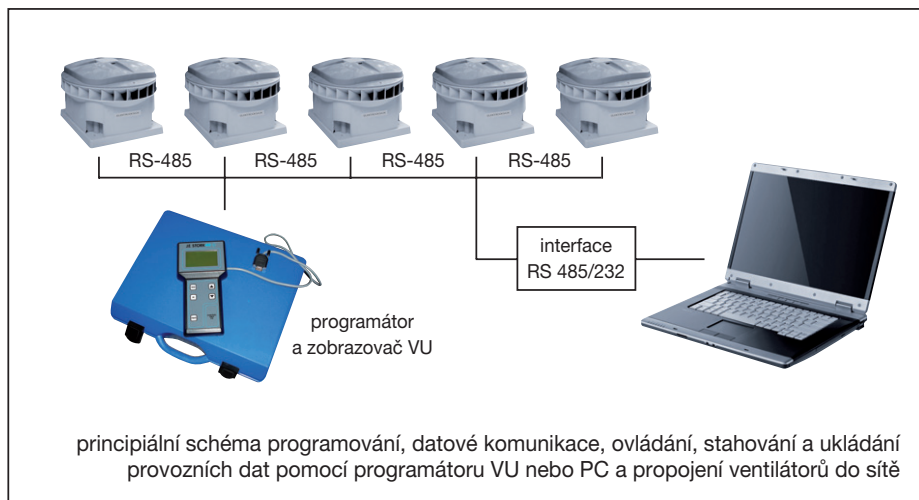 RS-485 RS-485 RS-485 RS-485
interface
RS 485/232
programátor
a zobrazovač VU
principiální schéma programování, datové komunikace, ovládání, stahování a ukládání
provozních dat pomocí programátoru VU nebo PC a propojení ventilátorů do sítě